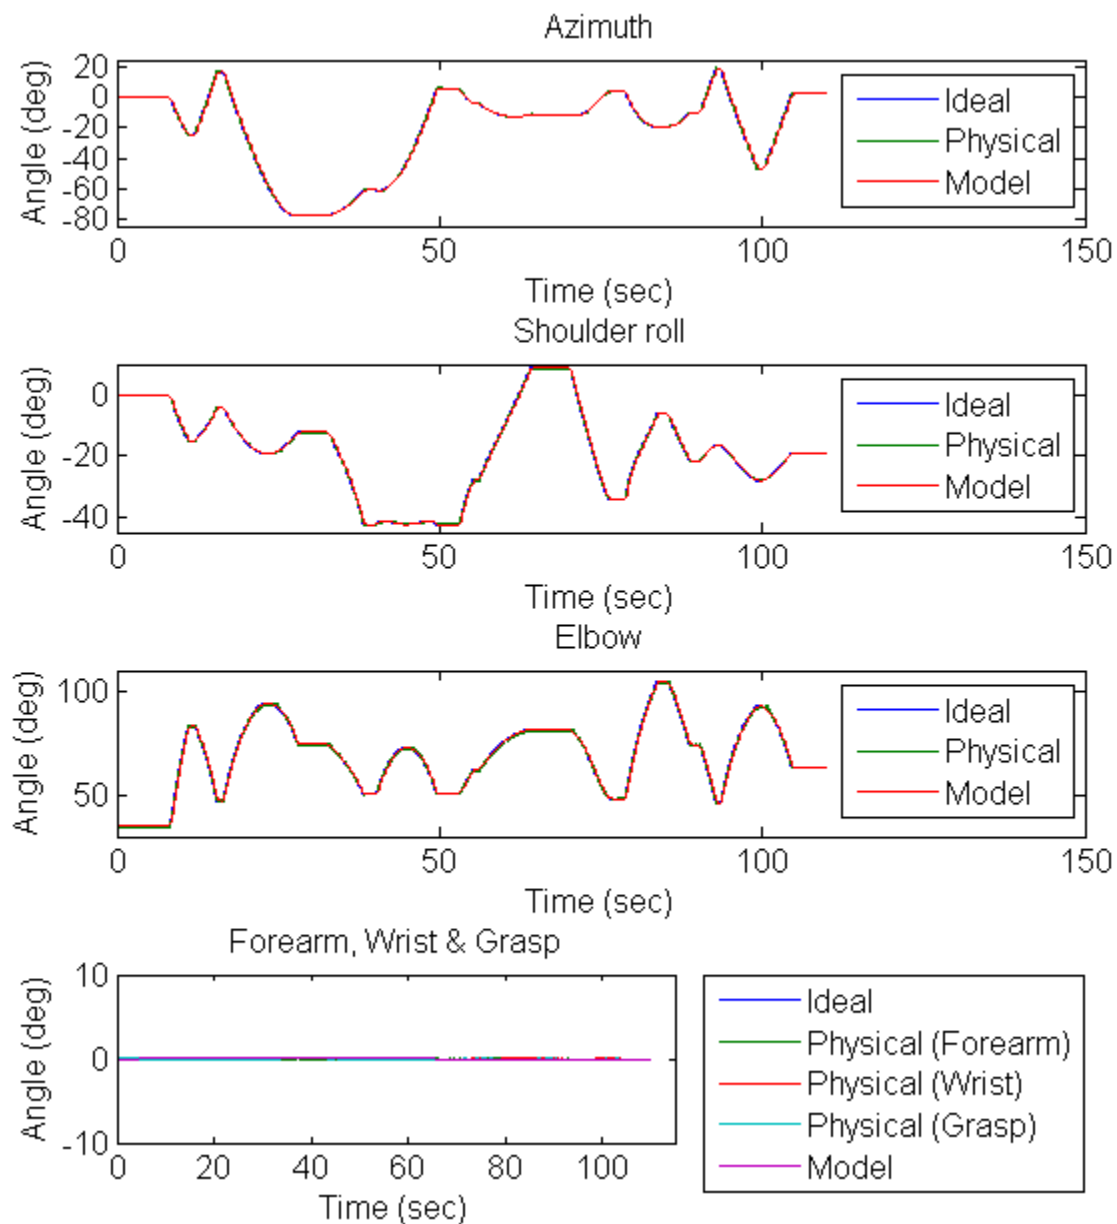 Azimuth
Angle (deg)
20
0
-20
-40
-60
-80
0 50 100 150
Time (sec)
Ideal
Physical
Model
Shoulder roll
Angle (deg)
0
-20
-40
0 50 100 150
Time (sec)
Ideal
Physical
Model
Elbow
Angle (deg)
100
50
0 50 100 150
Time (sec)
Ideal
Physical
Model
Forearm, Wrist & Grasp
Angle (deg)
10
0
-10
0 20 40 60 80 100
Time (sec)
Ideal
Physical (Forearm)
Physical (Wrist)
Physical (Grasp)
Model